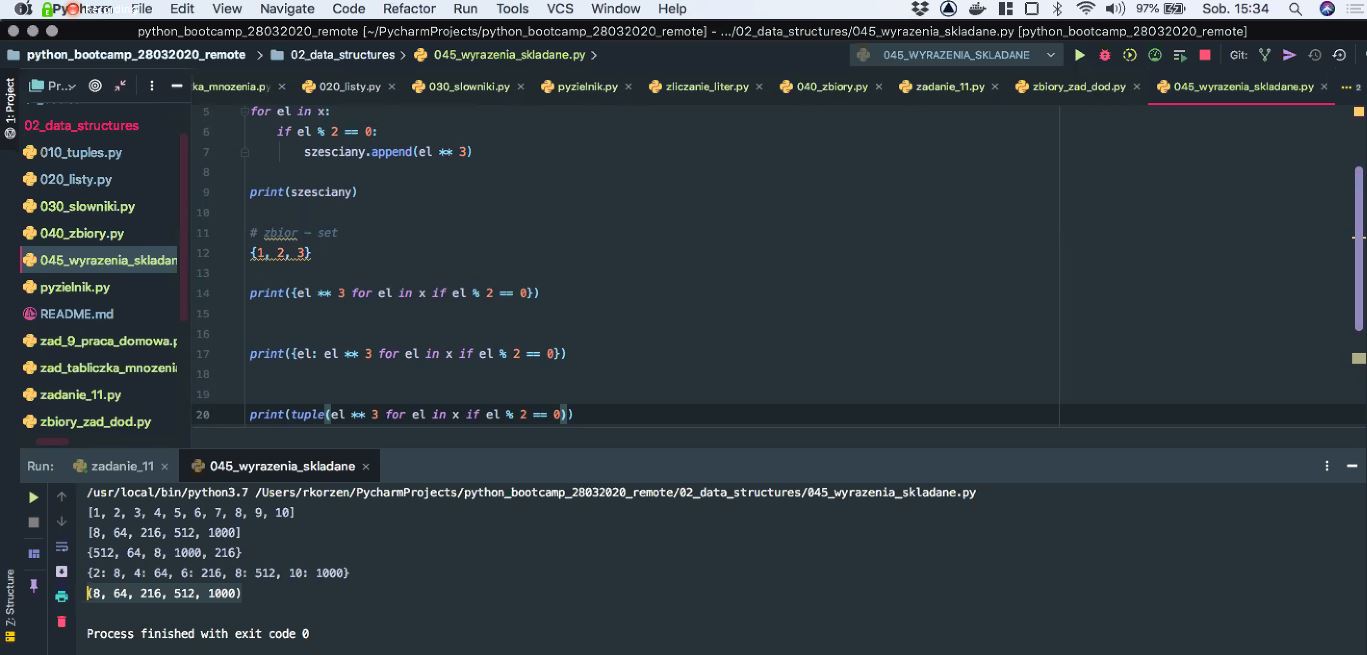 PyCharm File Edit View Navigate Code Refactor Run Tools VCS Window Help 97% Sob. 15:34
python_bootcamp_28032020_remote [~/PycharmProjects/python_bootcamp_28032020_remote] - .../02_data_structures/045_wyrazenia_skladane.py [python_bootcamp_28032020_remote]
python_bootcamp_28032020_remote 02_data_structures 045_wyrazenia_skladane.py 045_WYRAZENIA_SKLADANE Git:
1: Project
Pr... ka_mnozenia.py 020_listy.py 030_slowniki.py pyzielnik.py zliczanie_liter.py 040_zbiory.py zadanie_11.py zbiory_zad_dod.py 045_wyrazenia_skladane.py 2
02_data_structures
010_tuples.py
020_listy.py
030_slowniki.py
040_zbiory.py
045_wyrazenia_skladan
pyzielnik.py
README.md
zad_9_praca_domowa.p
zad_tabliczka_mnozeni
zadanie_11.py
zbiory_zad_dod.py
5 for el in x:
6 if el % 2 == 0:
7 szesciany.append(el ** 3)
8
9 print(szesciany)
10
11 # zbior - set
12 {1, 2, 3}
13
14 print({el ** 3 for el in x if el % 2 == 0})
15
16
17 print({el: el ** 3 for el in x if el % 2 == 0})
18
19
20 print(tuple(el ** 3 for el in x if el % 2 == 0))
Run: zadanie_11 045_wyrazenia_skladane
/usr/local/bin/python3.7 /Users/rkorzen/PycharmProjects/python_bootcamp_28032020_remote/02_data_structures/045_wyrazenia_skladane.py
[1, 2, 3, 4, 5, 6, 7, 8, 9, 10]
[8, 64, 216, 512, 1000]
{512, 64, 8, 1000, 216}
{2: 8, 4: 64, 6: 216, 8: 512, 10: 1000}
(8, 64, 216, 512, 1000)
Process finished with exit code 0
Z: Structure